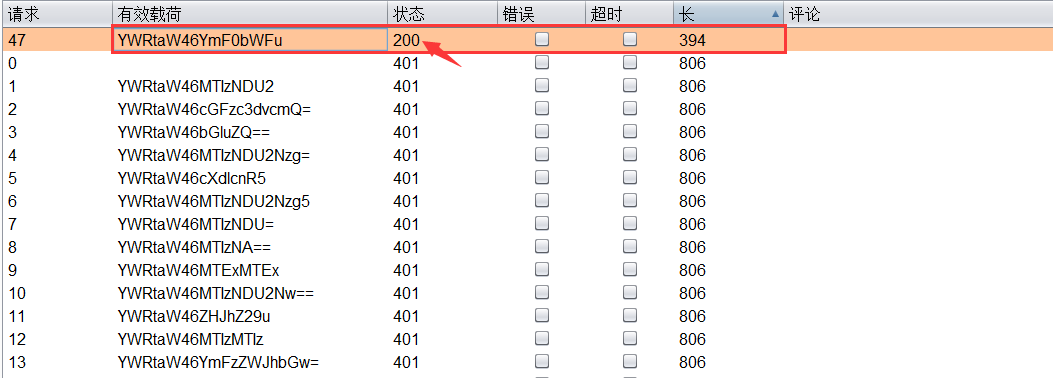 请求 有效载荷 状态 错误 超时 长 评论
47 YWRtaW46YmF0bWFu 200 394
0 401 806
1 YWRtaW46MTIzNDU2 401 806
2 YWRtaW46cGFzc3dvcmQ= 401 806
3 YWRtaW46bGluZQ== 401 806
4 YWRtaW46MTIzNDU2Nzg= 401 806
5 YWRtaW46cXdlcnR5 401 806
6 YWRtaW46MTIzNDU2Nzg5 401 806
7 YWRtaW46MTIzNDU= 401 806
8 YWRtaW46MTIzNA== 401 806
9 YWRtaW46MTExMTEx 401 806
10 YWRtaW46MTIzNDU2Nw== 401 806
11 YWRtaW46ZHJhZ29u 401 806
12 YWRtaW46MTIzMTIz 401 806
13 YWRtaW46YmFzZWJhbGw= 401 806